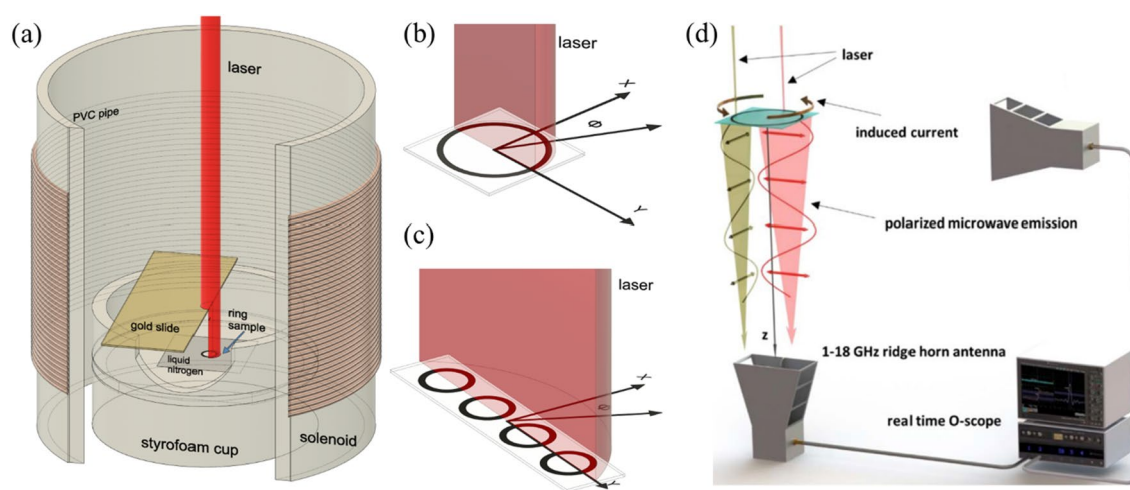 (a)
laser
PVC pipe
gold slide
ring
sample
liquid
nitrogen
styrofoam cup
solenoid
(b)
laser
X
Ø
Y
(c)
laser
X
Ø
Y
(d)
laser
induced current
polarized microwave emission
z
1-18 GHz ridge horn antenna
real time O-scope